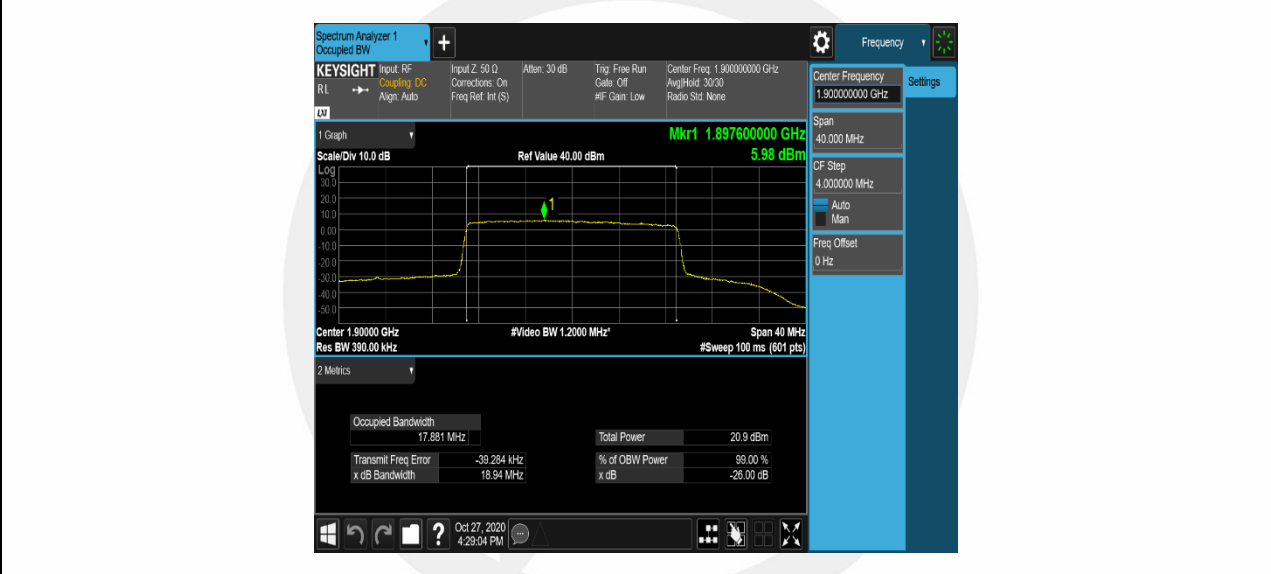 Spectrum Analyzer 1
Occupied BW
+
Frequency
KEYSIGHT
RL
LXI
Input: RF
Coupling: DC
Align: Auto
Input Z: 50 Ω
Corrections: On
Freq Ref: Int (S)
Atten: 30 dB
Trig: Free Run
Gate: Off
#IF Gain: Low
Center Freq: 1.900000000 GHz
Avg|Hold: 30/30
Radio Std: None
Center Frequency
1.900000000 GHz
Settings
Span
40.000 MHz
CF Step
4.000000 MHz
Auto
Man
Freq Offset
0 Hz
1 Graph
Mkr1 1.897600000 GHz
5.98 dBm
Scale/Div 10.0 dB
Ref Value 40.00 dBm
Log
30.0
20.0
10.0
0.00
-10.0
-20.0
-30.0
-40.0
-50.0
1
Center 1.90000 GHz
Res BW 390.00 kHz
#Video BW 1.2000 MHz*
Span 40 MHz
#Sweep 100 ms (601 pts)
2 Metrics
Occupied Bandwidth
17.881 MHz
Total Power 20.9 dBm
Transmit Freq Error -39.284 kHz
% of OBW Power 99.00 %
x dB Bandwidth 18.94 MHz
x dB -26.00 dB
?
Oct 27, 2020
4:29:04 PM